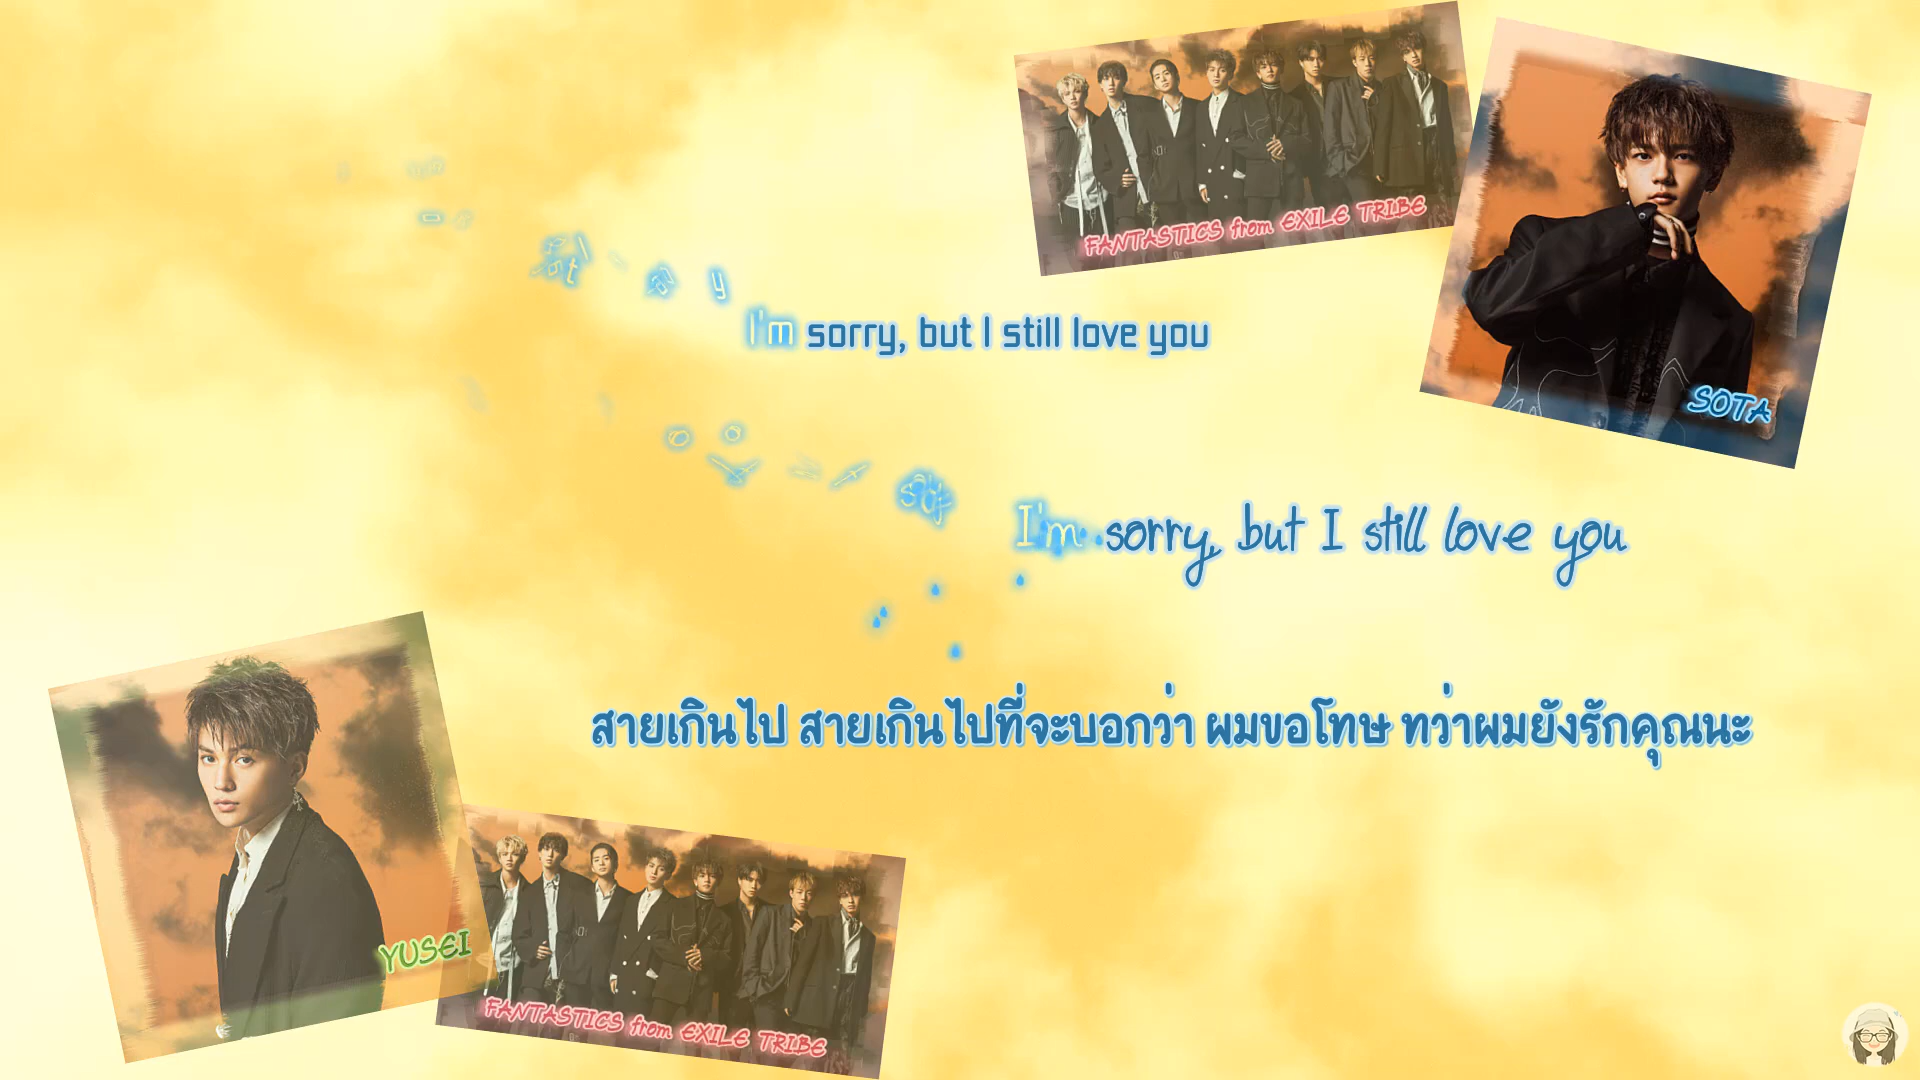 FANTASTICS from EXILE TRIBE
SOTA
I'm sorry, but I still love you
I'm sorry, but I still love you
สายเกินไป สายเกินไปที่จะบอกว่า ผมขอโทษ ทว่าผมยังรักคุณนะ
YUSEI
FANTASTICS from EXILE TRIBE